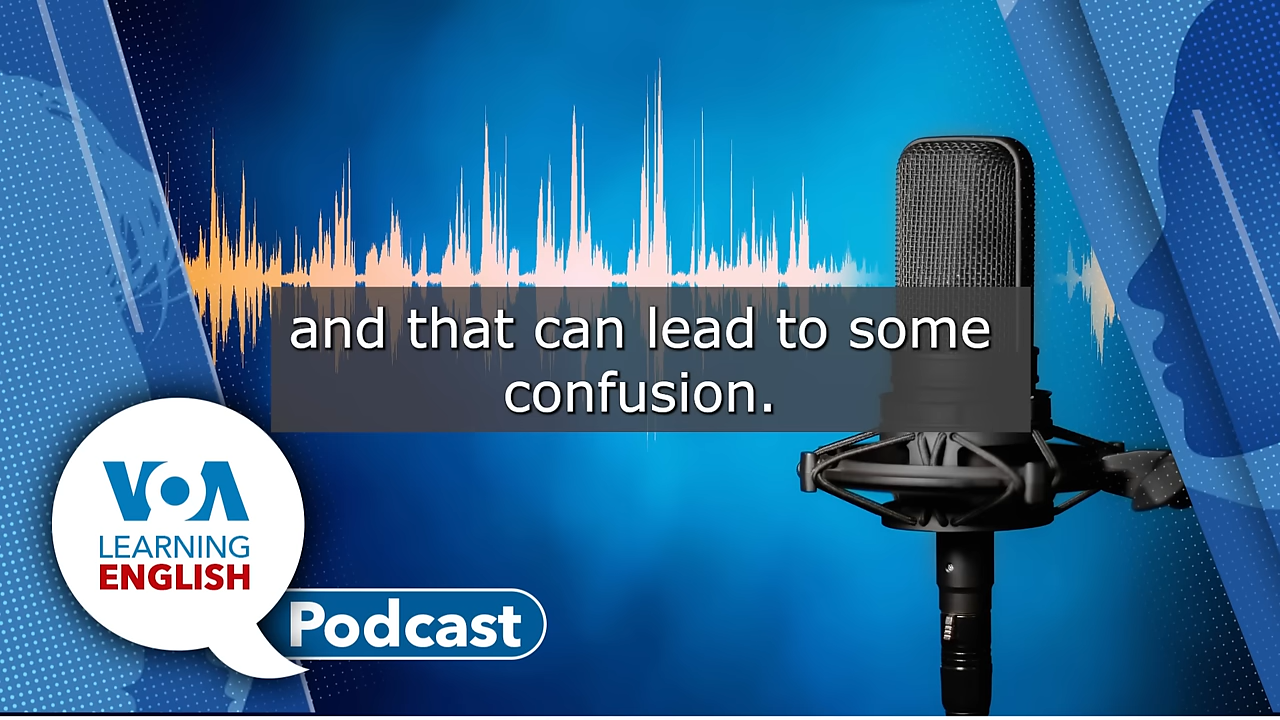 and that can lead to some
confusion.
VOA
LEARNING
ENGLISH
Podcast